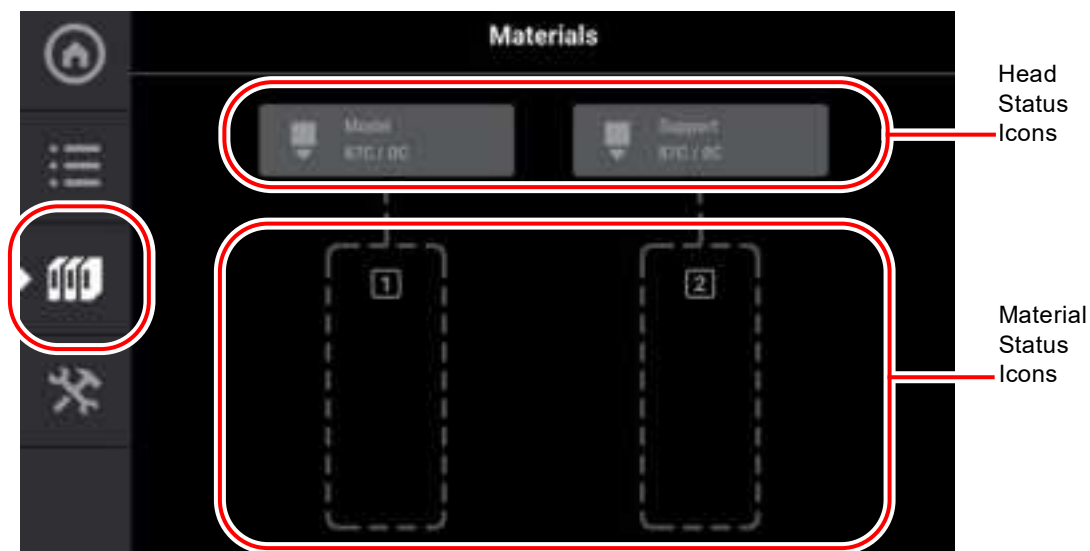 Materials
Head
Status
Icons
Model
67C / 0C
Support
67C / 0C
1
2
Material
Status
Icons